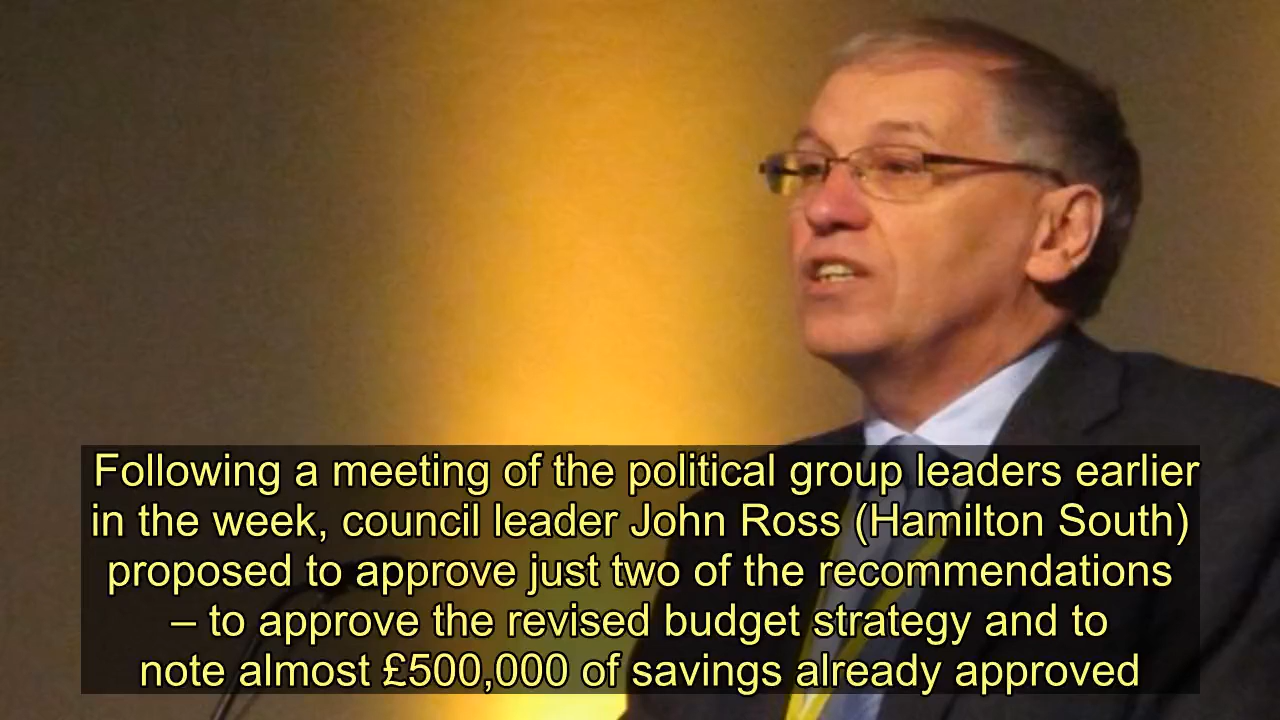 Following a meeting of the political group leaders earlier
in the week, council leader John Ross (Hamilton South)
proposed to approve just two of the recommendations
– to approve the revised budget strategy and to
note almost £500,000 of savings already approved